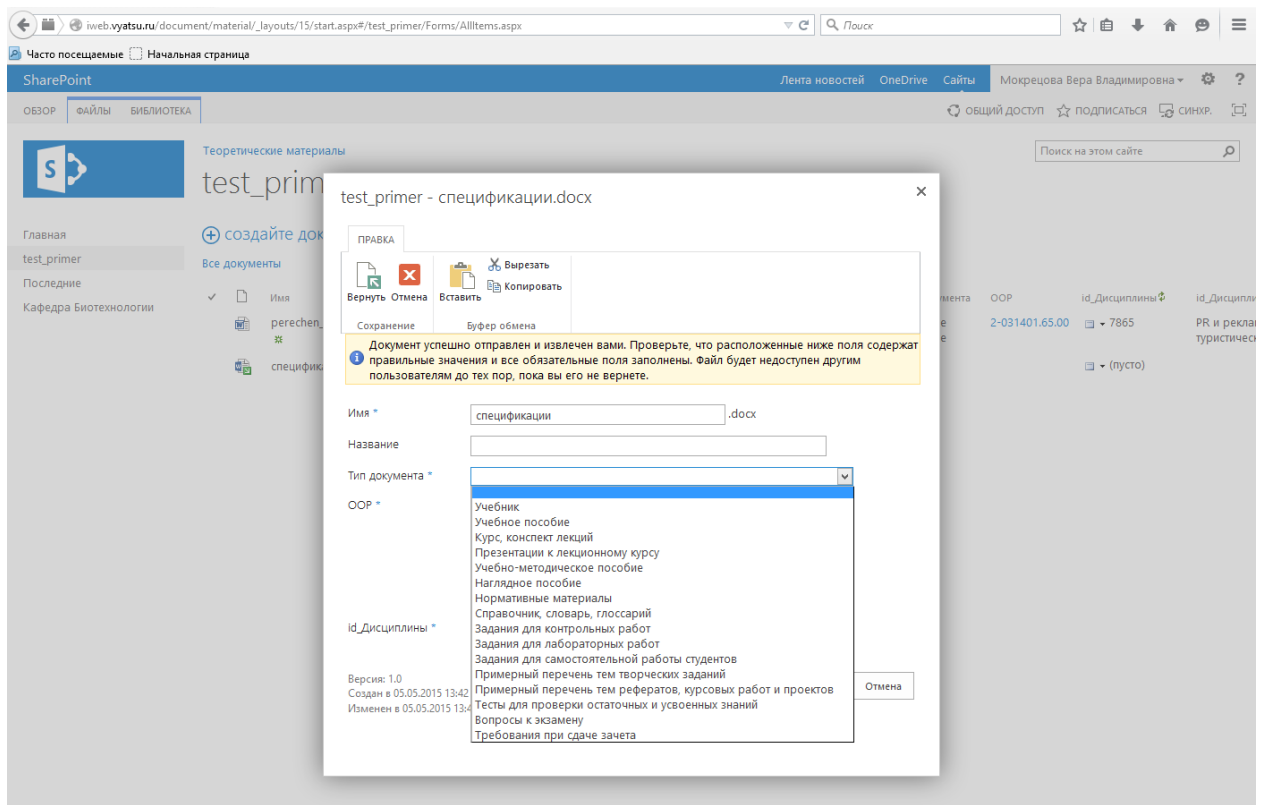 iweb.vyatsu.ru/document/material/_layouts/15/start.aspx#/test_primer/Forms/AllItems.aspx
Поиск
Часто посещаемые Начальная страница
SharePoint Лента новостей OneDrive Сайты Мокрецова Вера Владимировна ?
ОБЗОР ФАЙЛЫ БИБЛИОТЕКА ОБЩИЙ ДОСТУП ПОДПИСАТЬСЯ СИНХР.
S
Теоретические материалы
Поиск на этом сайте
test_prim
Главная
test_primer
Последние
Кафедра Биотехнологии
создайте док
Все документы
Имя мента ООР id_Дисциплины id_Дисципли
perechen_ е 2-031401.65.00 7865 PR и реклам
е туристическ
специфик (пусто)
test_primer - спецификации.docx
ПРАВКА
Вернуть Отмена Вставить Вырезать
Копировать
Сохранение Буфер обмена
Документ успешно отправлен и извлечен вами. Проверьте, что расположенные ниже поля содержат
правильные значения и все обязательные поля заполнены. Файл будет недоступен другим
пользователям до тех пор, пока вы его не вернете.
Имя * спецификации .docx
Название
Тип документа *
ООР *
Учебник
Учебное пособие
Курс, конспект лекций
Презентации к лекционному курсу
Учебно-методическое пособие
Наглядное пособие
Нормативные материалы
Справочник, словарь, глоссарий
Задания для контрольных работ
Задания для лабораторных работ
Задания для самостоятельной работы студентов
Примерный перечень тем творческих заданий
Примерный перечень тем рефератов, курсовых работ и проектов
Тесты для проверки остаточных и усвоенных знаний
Вопросы к экзамену
Требования при сдаче зачета
id_Дисциплины *
Версия: 1.0
Создан в 05.05.2015 13:42
Изменен в 05.05.2015 13:4
Отмена